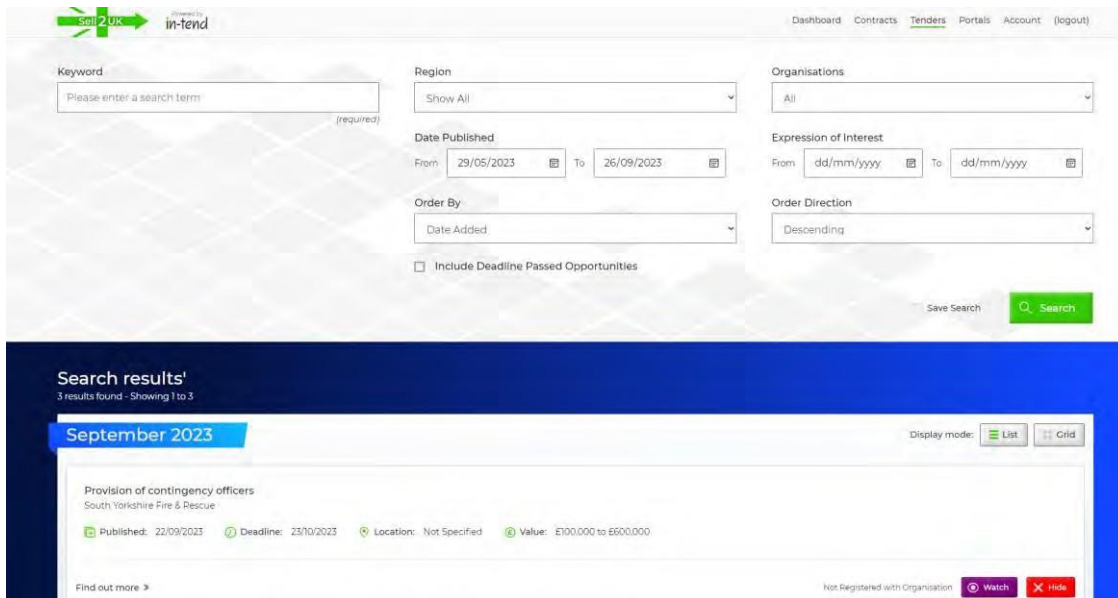 Sell2UK
Powered by
in-tend
Dashboard Contracts Tenders Portals Account (logout)
Keyword
Please enter a search term
(required)
Region
Show All
Organisations
All
Date Published
From 29/05/2023 To 26/09/2023
Expression of Interest
From dd/mm/yyyy To dd/mm/yyyy
Order By
Date Added
Order Direction
Descending
Include Deadline Passed Opportunities
Save Search Search
Search results'
3 results found - Showing 1 to 3
September 2023
Display mode: List Grid
Provision of contingency officers
South Yorkshire Fire & Rescue
Published: 22/09/2023 Deadline: 23/10/2023 Location: Not Specified Value: £100,000 to £600,000
Find out more »
Not Registered with Organisation Watch Hide